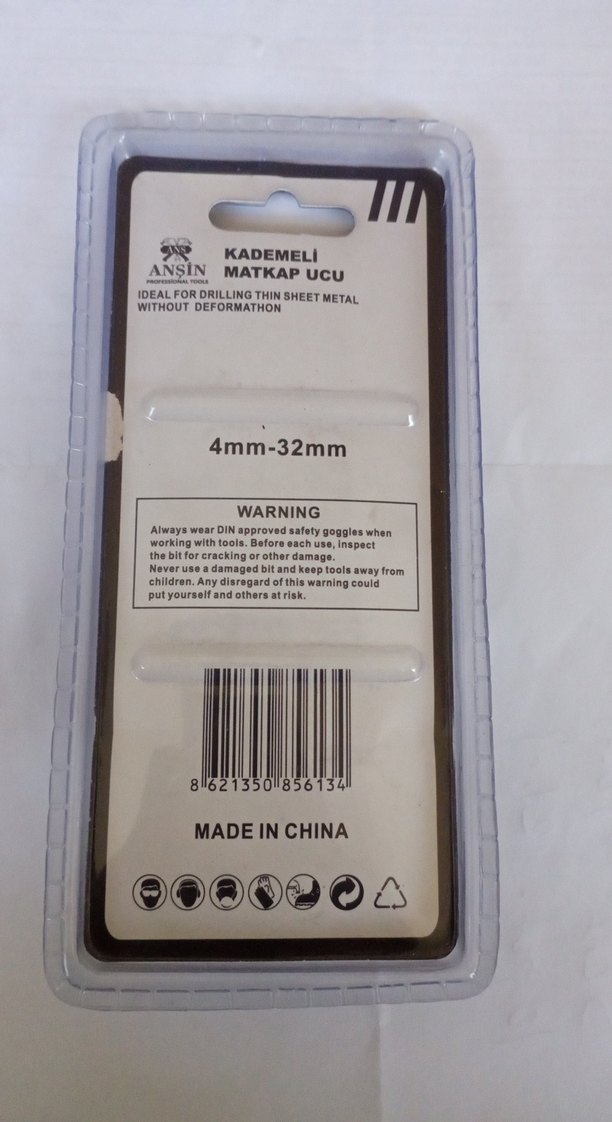 ANS
ANŞİN
PROFESSIONAL TOOLS
KADEMELİ
MATKAP UCU
IDEAL FOR DRILLING THIN SHEET METAL
WITHOUT DEFORMATHON
4mm-32mm
WARNING
Always wear DIN approved safety goggles when
working with tools. Before each use, inspect
the bit for cracking or other damage.
Never use a damaged bit and keep tools away from
children. Any disregard of this warning could
put yourself and others at risk.
8 621350 856134
MADE IN CHINA